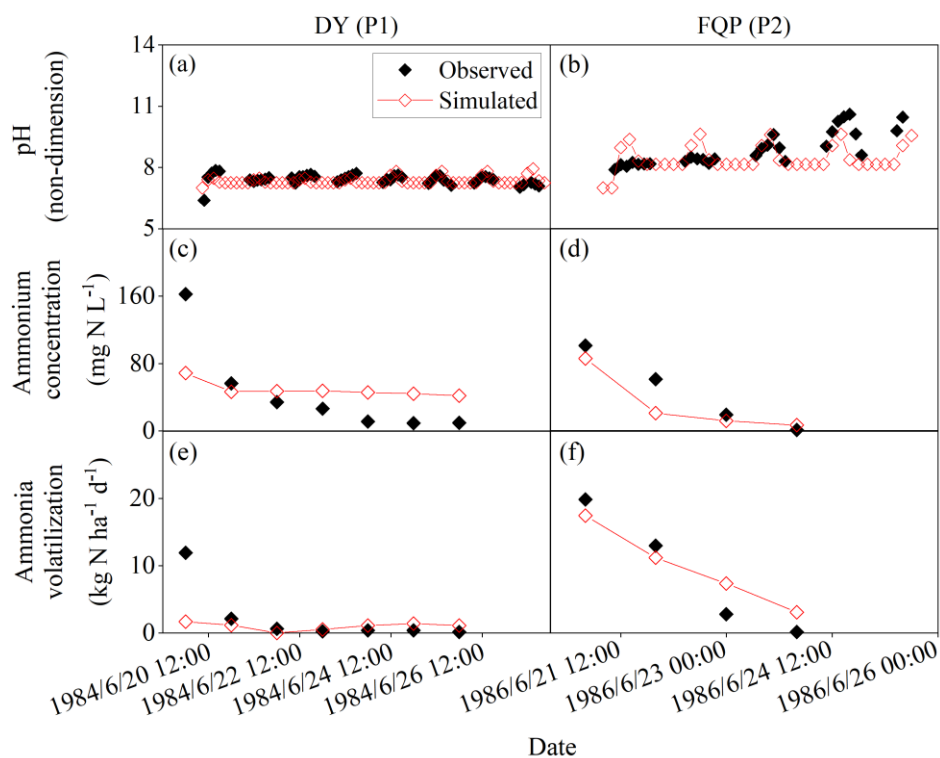 DY (P1)
FQP (P2)
pH
(non-dimension)
14
11
8
5
(a)
Observed
Simulated
(b)
Ammonium
concentration
(mg N L⁻¹)
160
80
0
(c)
(d)
Ammonia
volatilization
(kg N ha⁻¹ d⁻¹)
20
10
0
(e)
(f)
1984/6/20 12:00
1984/6/22 12:00
1984/6/24 12:00
1984/6/26 12:00
1986/6/21 12:00
1986/6/23 00:00
1986/6/24 12:00
1986/6/26 00:00
Date